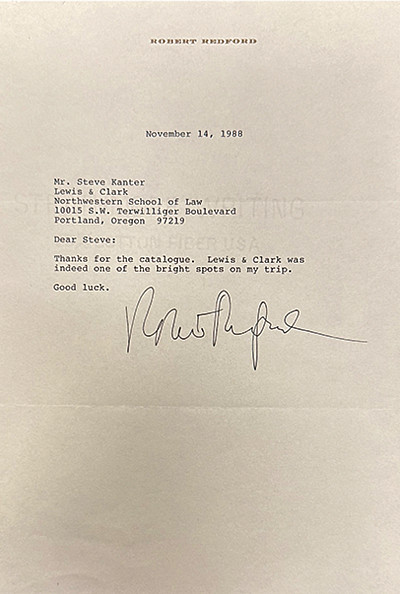 ROBERT REDFORD
November 14, 1988
Mr. Steve Kanter
Lewis & Clark
Northwestern School of Law
10015 S.W. Terwilliger Boulevard
Portland, Oregon 97219
Dear Steve:
Thanks for the catalogue. Lewis & Clark was
indeed one of the bright spots on my trip.
Good luck.
Robert Redford